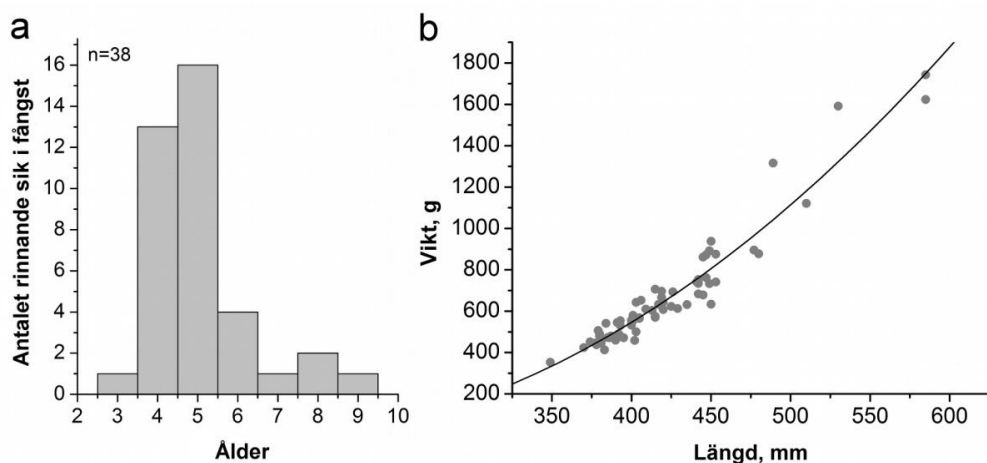 a
n=38
Antalet rinnande sik i fångst
16
14
12
10
8
6
4
2
0
2 3 4 5 6 7 8 9 10
Ålder
b
Vikt, g
1800
1600
1400
1200
1000
800
600
400
200
350 400 450 500 550 600
Längd, mm